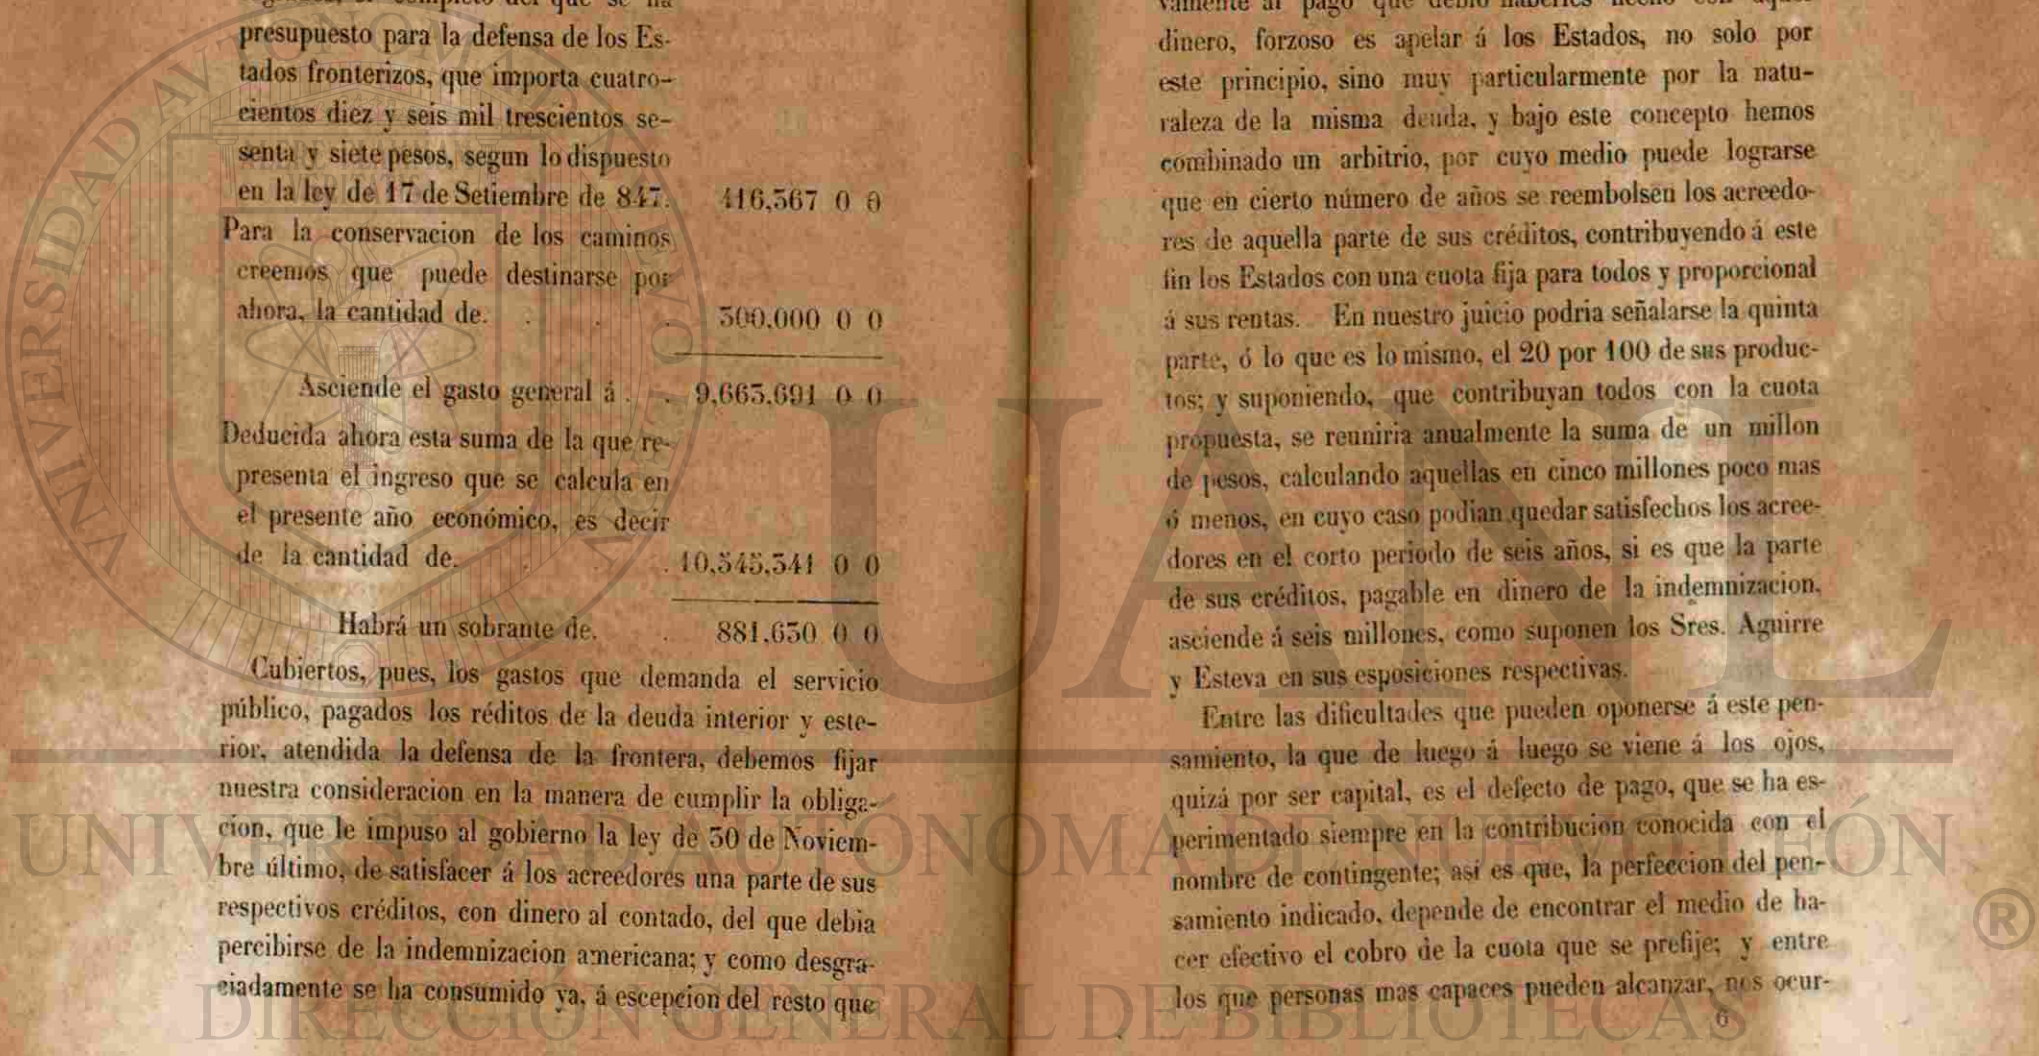 el completo del que se ha
presupuesto para la defensa de los Es-
tados fronterizos, que importa cuatro-
cientos diez y seis mil trescientos se-
senta y siete pesos, segun lo dispuesto
en la ley de 17 de Setiembre de 847. 416,367 0 0
Para la conservacion de los caminos
creemos que puede destinarse por
ahora, la cantidad de. . . . 300,000 0 0
Asciende el gasto general á . . 9,663,691 0 0
Deducida ahora esta suma de la que re-
presenta el ingreso que se calcula en
el presente año económico, es decir
de la cantidad de. . . . 10,545,341 0 0
Habrá un sobrante de. . 881,650 0 0
Cubiertos, pues, los gastos que demanda el servicio
público, pagados los réditos de la deuda interior y este-
rior, atendida la defensa de la frontera, debemos fijar
nuestra consideracion en la manera de cumplir la obliga-
cion, que le impuso al gobierno la ley de 30 de Noviem-
bre último, de satisfacer á los acreedores una parte de sus
respectivos créditos, con dinero al contado, del que debia
percibirse de la indemnizacion americana; y como desgra-
ciadamente se ha consumido ya, á escepcion del resto que
vamente al pago que debió haberles hecho con aquel
dinero, forzoso es apelar á los Estados, no solo por
este principio, sino muy particularmente por la natu-
raleza de la misma deuda, y bajo este concepto hemos
combinado un arbitrio, por cuyo medio puede lograrse
que en cierto número de años se reembolsen los acreedo-
res de aquella parte de sus créditos, contribuyendo á este
fin los Estados con una cuota fija para todos y proporcional
á sus rentas. En nuestro juicio podria señalarse la quinta
parte, ó lo que es lo mismo, el 20 por 100 de sus produc-
tos; y suponiendo, que contribuyan todos con la cuota
propuesta, se reuniria anualmente la suma de un millon
de pesos, calculando aquellas en cinco millones poco mas
ó menos, en cuyo caso podian quedar satisfechos los acree-
dores en el corto periodo de seis años, si es que la parte
de sus créditos, pagable en dinero de la indemnizacion,
asciende á seis millones, como suponen los Sres. Aguirre
y Esteva en sus esposiciones respectivas.
Entre las dificultades que pueden oponerse á este pen-
samiento, la que de luego á luego se viene á los ojos,
quizá por ser capital, es el defecto de pago, que se ha es-
perimentado siempre en la contribucion conocida con el
nombre de contingente; así es que, la perfeccion del pen-
samiento indicado, depende de encontrar el medio de ha-
cer efectivo el cobro de la cuota que se prefije; y entre
los que personas mas capaces pueden alcanzar, nos ocur-
6
UANL
UNIVERSIDAD AUTÓNOMA DE NUEVO LEÓN
®
DIRECCIÓN GENERAL DE BIBLIOTECAS